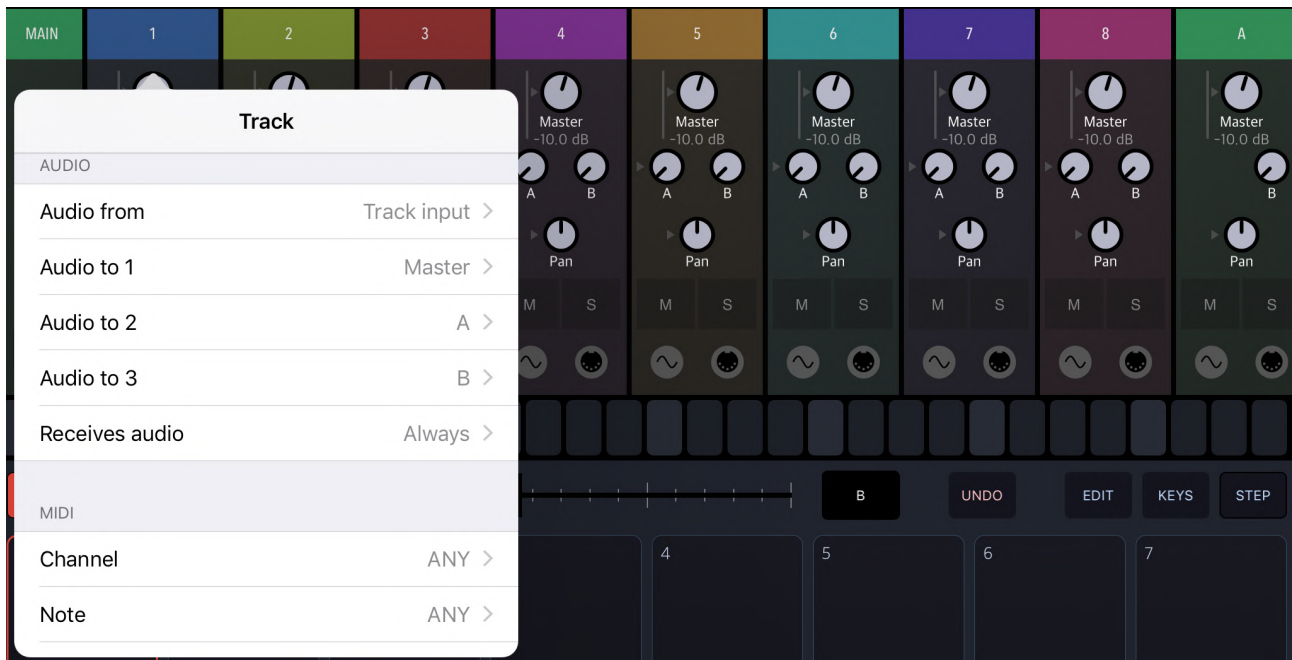 MAIN 1 2 3 4 5 6 7 8 A
Track
AUDIO
Audio from Track input
Audio to 1 Master
Audio to 2 A
Audio to 3 B
Receives audio Always
MIDI
Channel ANY
Note ANY
Master Master Master Master Master Master
-10.0 dB -10.0 dB -10.0 dB -10.0 dB -10.0 dB -10.0 dB
A B A B A B A B A B B
Pan Pan Pan Pan Pan Pan
M S M S M S M S M S M S
B UNDO EDIT KEYS STEP
4 5 6 7